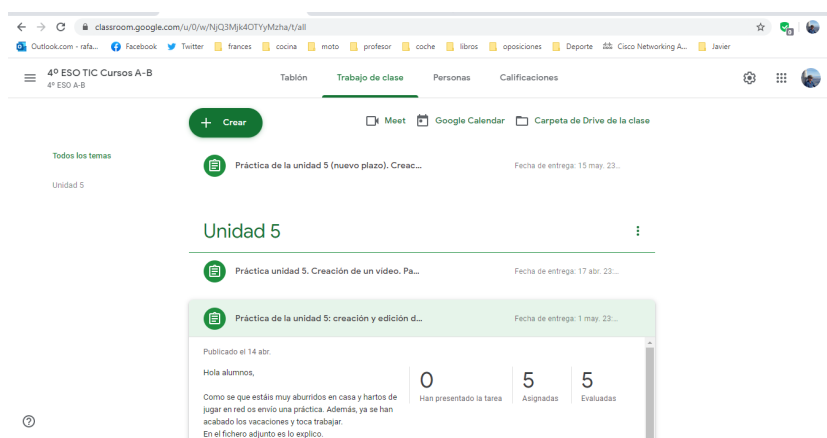 classroom.google.com/u/0/w/NjQ3Mjk4OTYyMzha/t/all
Outlook.com - rafa... Facebook Twitter frances cocina moto profesor coche libros oposiciones Deporte Cisco Networking A... Javier
4º ESO TIC Cursos A-B
4º ESO A-B
Tablón Trabajo de clase Personas Calificaciones
+ Crear
Meet Google Calendar Carpeta de Drive de la clase
Todos los temas
Unidad 5
Práctica de la unidad 5 (nuevo plazo). Creac... Fecha de entrega: 15 may. 23...
Unidad 5
Práctica unidad 5. Creación de un vídeo. Pa... Fecha de entrega: 17 abr. 23:...
Práctica de la unidad 5: creación y edición d... Fecha de entrega: 1 may. 23:...
Publicado el 14 abr.
Hola alumnos,
Como se que estáis muy aburridos en casa y hartos de
jugar en red os envío una práctica. Además, ya se han
acabado los vacaciones y toca trabajar.
En el fichero adjunto es lo explico.
0 5 5
Han presentado la tarea Asignadas Evaluadas